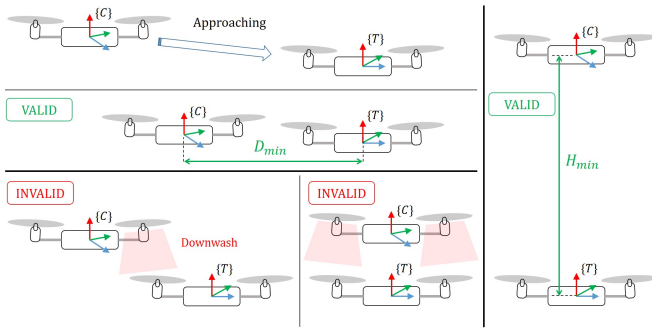 {C}
Approaching
{T}
VALID
{C}
{T}
D_min
INVALID
{C}
Downwash
{T}
INVALID
{C}
{T}
{C}
VALID
H_min
{T}